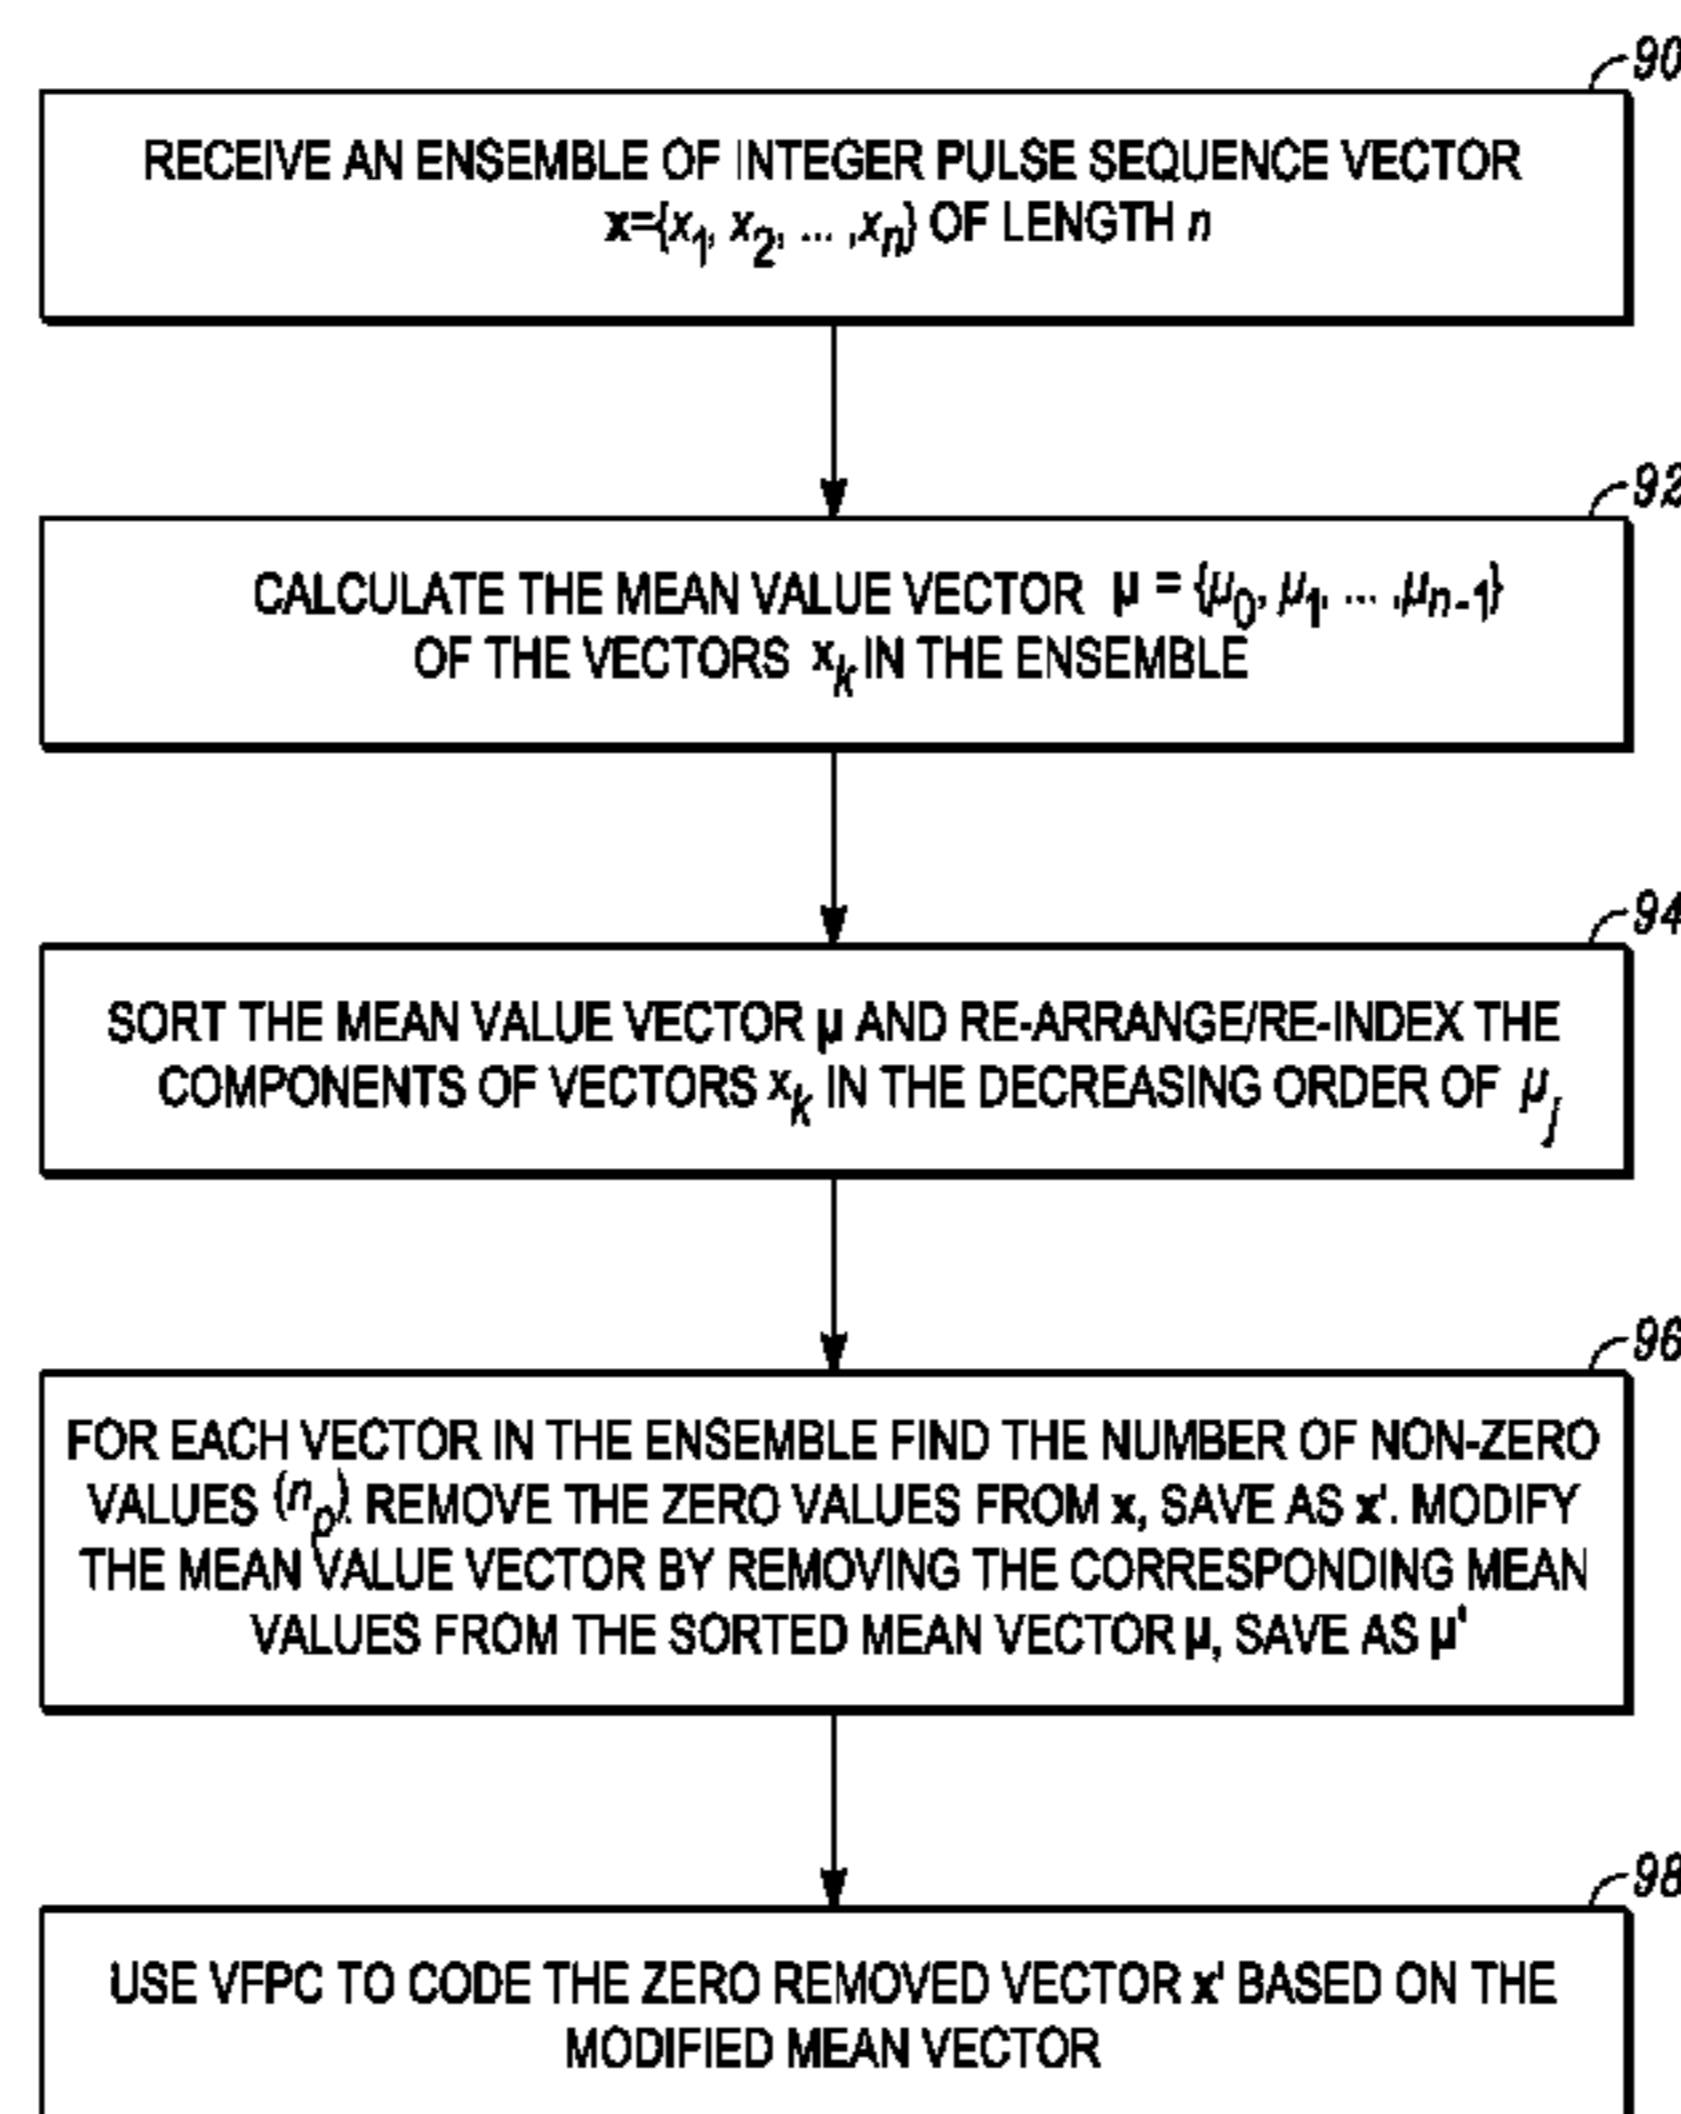 90
RECEIVE AN ENSEMBLE OF INTEGER PULSE SEQUENCE VECTOR
x={x1, x2, ... ,xn} OF LENGTH n
92
CALCULATE THE MEAN VALUE VECTOR μ = {μ0, μ1, ... ,μn-1}
OF THE VECTORS xk IN THE ENSEMBLE
94
SORT THE MEAN VALUE VECTOR μ AND RE-ARRANGE/RE-INDEX THE
COMPONENTS OF VECTORS xk IN THE DECREASING ORDER OF μj
96
FOR EACH VECTOR IN THE ENSEMBLE FIND THE NUMBER OF NON-ZERO
VALUES (np). REMOVE THE ZERO VALUES FROM x, SAVE AS x'. MODIFY
THE MEAN VALUE VECTOR BY REMOVING THE CORRESPONDING MEAN
VALUES FROM THE SORTED MEAN VECTOR μ, SAVE AS μ'
98
USE VFPC TO CODE THE ZERO REMOVED VECTOR x' BASED ON THE
MODIFIED MEAN VECTOR